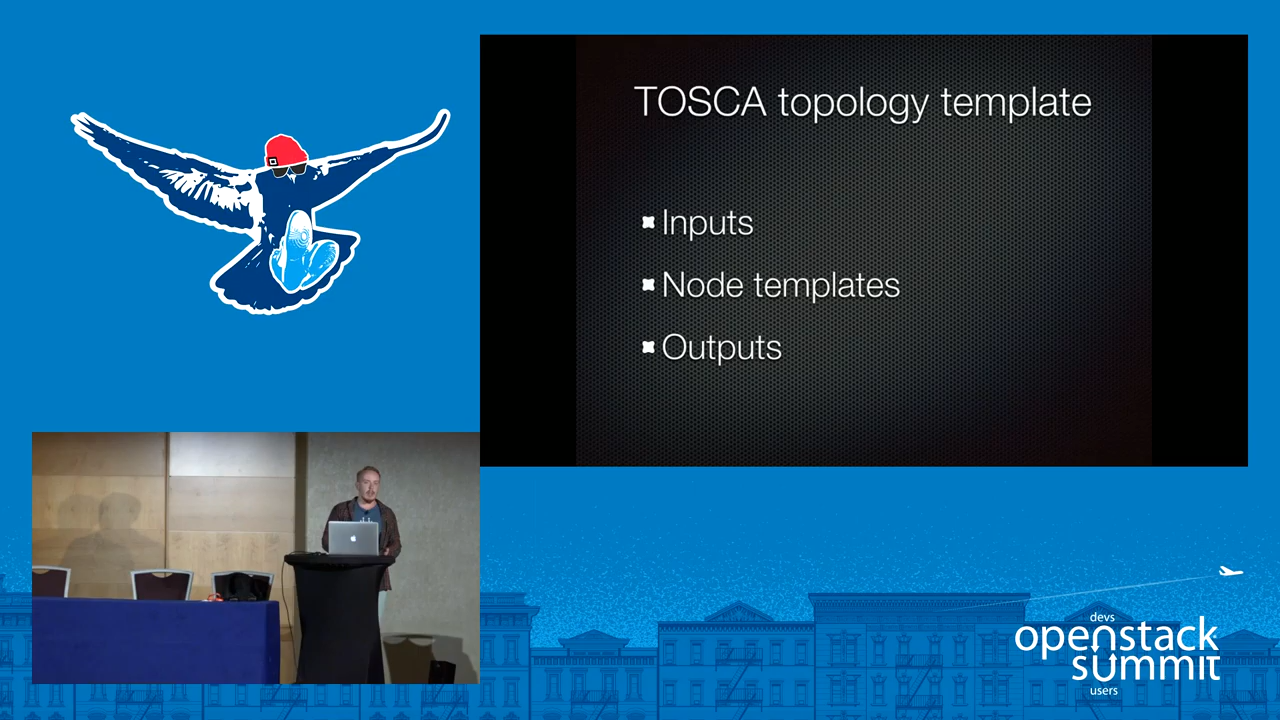 TOSCA topology template
Inputs
Node templates
Outputs
devs
openstack
summit
users